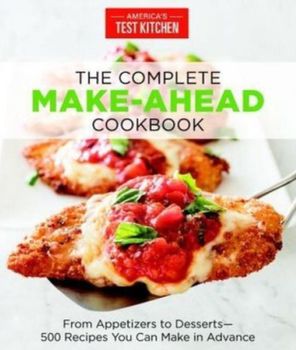 AMERICA'S
TEST KITCHEN
THE COMPLETE
MAKE-AHEAD
COOKBOOK
From Appetizers to Desserts—
500 Recipes You Can Make in Advance